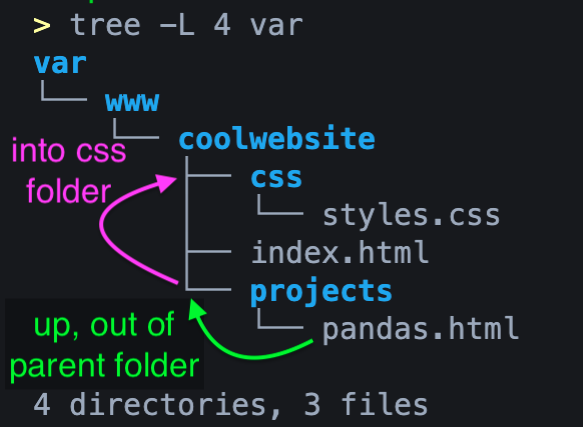 > tree -L 4 var
var
└── www
└── coolwebsite
├── css
└── styles.css
├── index.html
└── projects
└── pandas.html
into css
folder
up, out of
parent folder
4 directories, 3 files